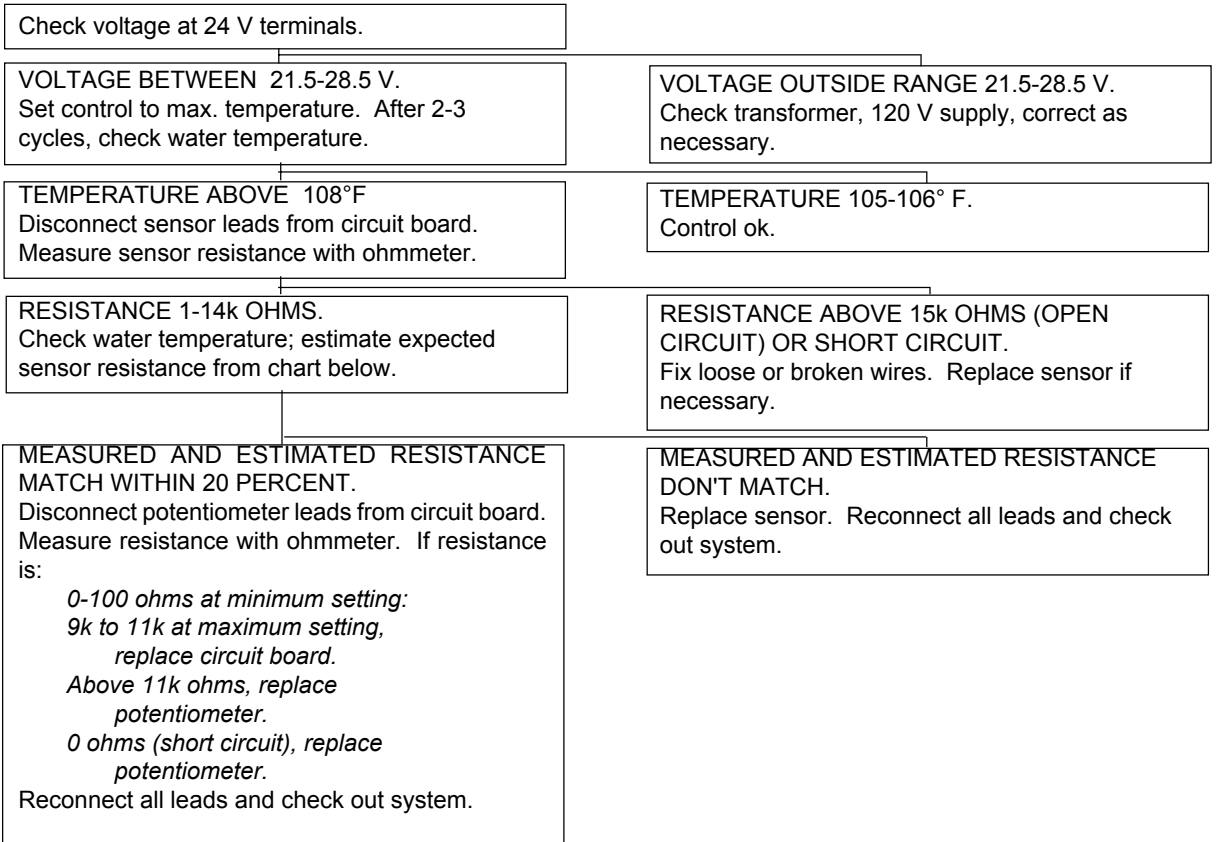 Check voltage at 24 V terminals.
VOLTAGE BETWEEN 21.5-28.5 V.
Set control to max. temperature. After 2-3
cycles, check water temperature.
VOLTAGE OUTSIDE RANGE 21.5-28.5 V.
Check transformer, 120 V supply, correct as
necessary.
TEMPERATURE ABOVE 108°F
Disconnect sensor leads from circuit board.
Measure sensor resistance with ohmmeter.
TEMPERATURE 105-106° F.
Control ok.
RESISTANCE 1-14k OHMS.
Check water temperature; estimate expected
sensor resistance from chart below.
RESISTANCE ABOVE 15k OHMS (OPEN
CIRCUIT) OR SHORT CIRCUIT.
Fix loose or broken wires. Replace sensor if
necessary.
MEASURED AND ESTIMATED RESISTANCE
MATCH WITHIN 20 PERCENT.
Disconnect potentiometer leads from circuit board.
Measure resistance with ohmmeter. If resistance
is:
0-100 ohms at minimum setting:
9k to 11k at maximum setting,
replace circuit board.
Above 11k ohms, replace
potentiometer.
0 ohms (short circuit), replace
potentiometer.
Reconnect all leads and check out system.
MEASURED AND ESTIMATED RESISTANCE
DON'T MATCH.
Replace sensor. Reconnect all leads and check
out system.